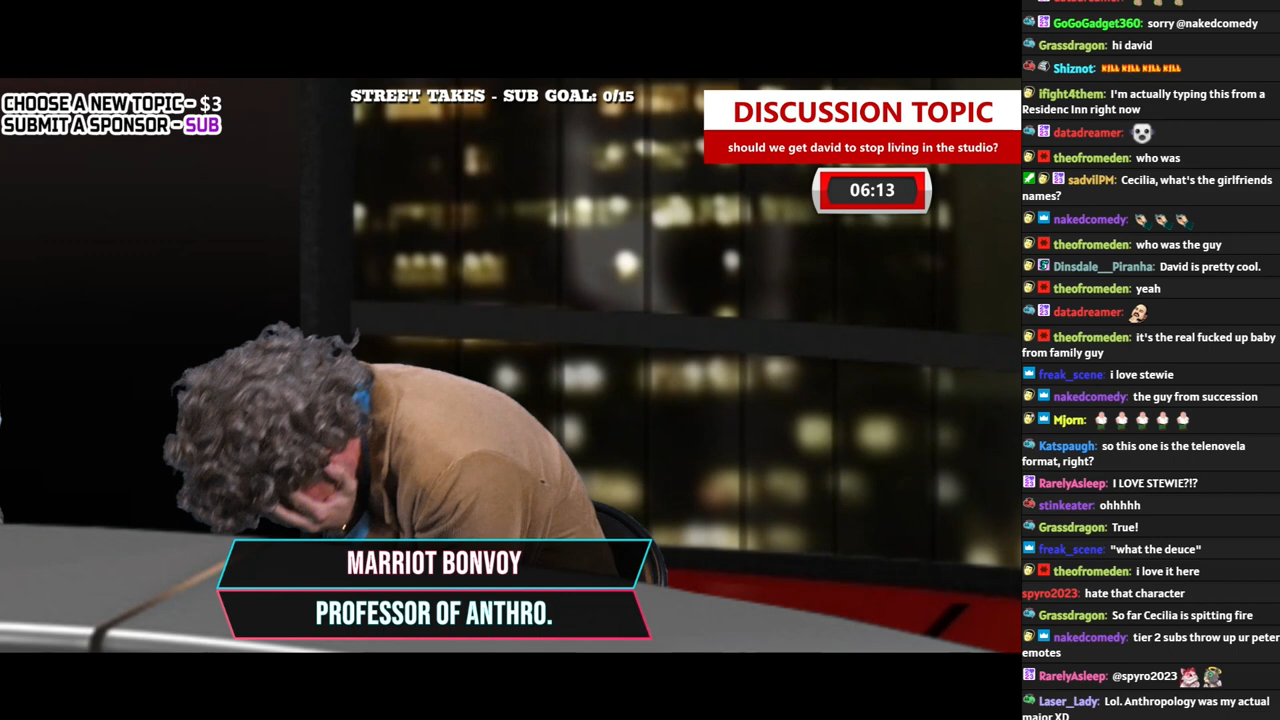 CHOOSE A NEW TOPIC - $3
SUBMIT A SPONSOR - SUB
STREET TAKES - SUB GOAL: 0/15
DISCUSSION TOPIC
should we get david to stop living in the studio?
06:13
MARRIOT BONVOY
PROFESSOR OF ANTHRO.
GoGoGadget360: sorry @nakedcomedy
Grassdragon: hi david
Shiznot: KILL KILL KILL KILL
ifight4them: I'm actually typing this from a
Residenc Inn right now
datadreamer:
theofromeden: who was
sadvilPM: Cecilia, what's the girlfriends
names?
nakedcomedy:
theofromeden: who was the guy
Dinsdale__Piranha: David is pretty cool.
theofromeden: yeah
datadreamer:
theofromeden: it's the real fucked up baby
from family guy
freak_scene: i love stewie
nakedcomedy: the guy from succession
Mjorn:
Katspaugh: so this one is the telenovela
format, right?
RarelyAsleep: I LOVE STEWIE?!?
stinkeater: ohhhhh
Grassdragon: True!
freak_scene: "what the deuce"
theofromeden: i love it here
spyro2023: hate that character
Grassdragon: So far Cecilia is spitting fire
nakedcomedy: tier 2 subs throw up ur peter
emotes
RarelyAsleep: @spyro2023
Laser_Lady: Lol. Anthropology was my actual
major XD